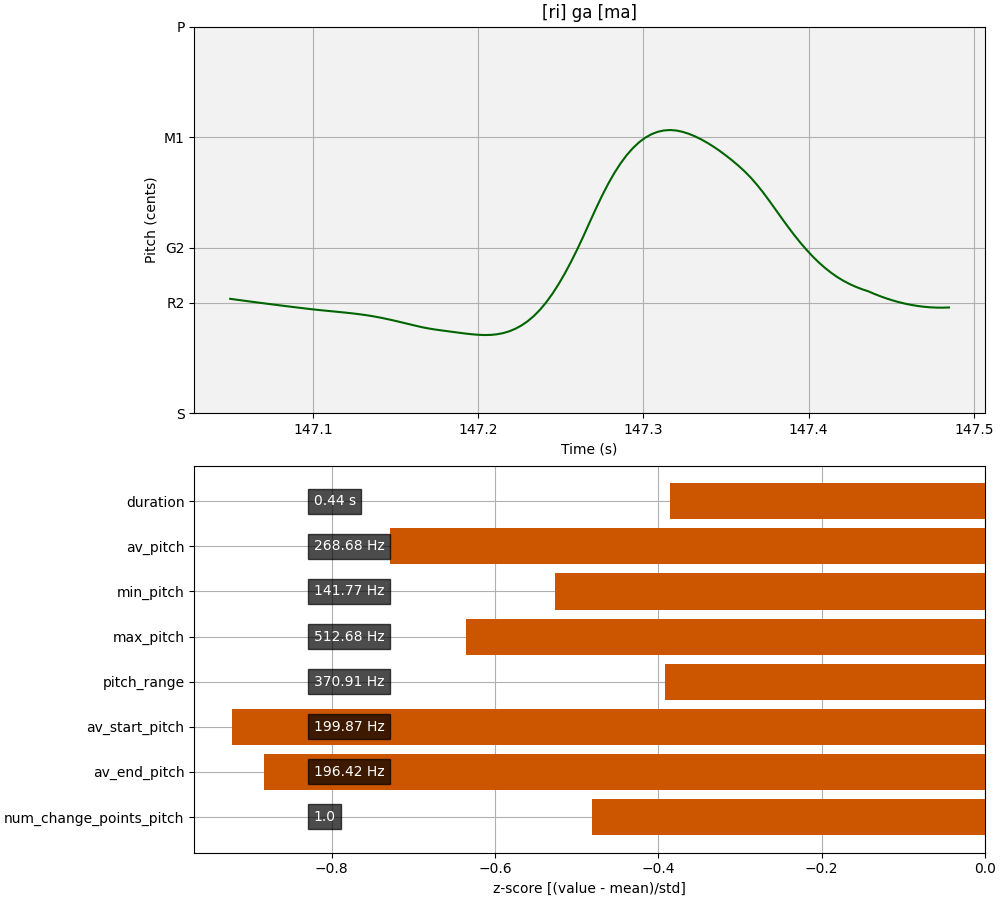 [ri] ga [ma]
P
M1
G2
R2
S
Pitch (cents)
147.1 147.2 147.3 147.4 147.5
Time (s)
duration 0.44 s
av_pitch 268.68 Hz
min_pitch 141.77 Hz
max_pitch 512.68 Hz
pitch_range 370.91 Hz
av_start_pitch 199.87 Hz
av_end_pitch 196.42 Hz
num_change_points_pitch 1.0
−0.8 −0.6 −0.4 −0.2 0.0
z-score [(value - mean)/std]